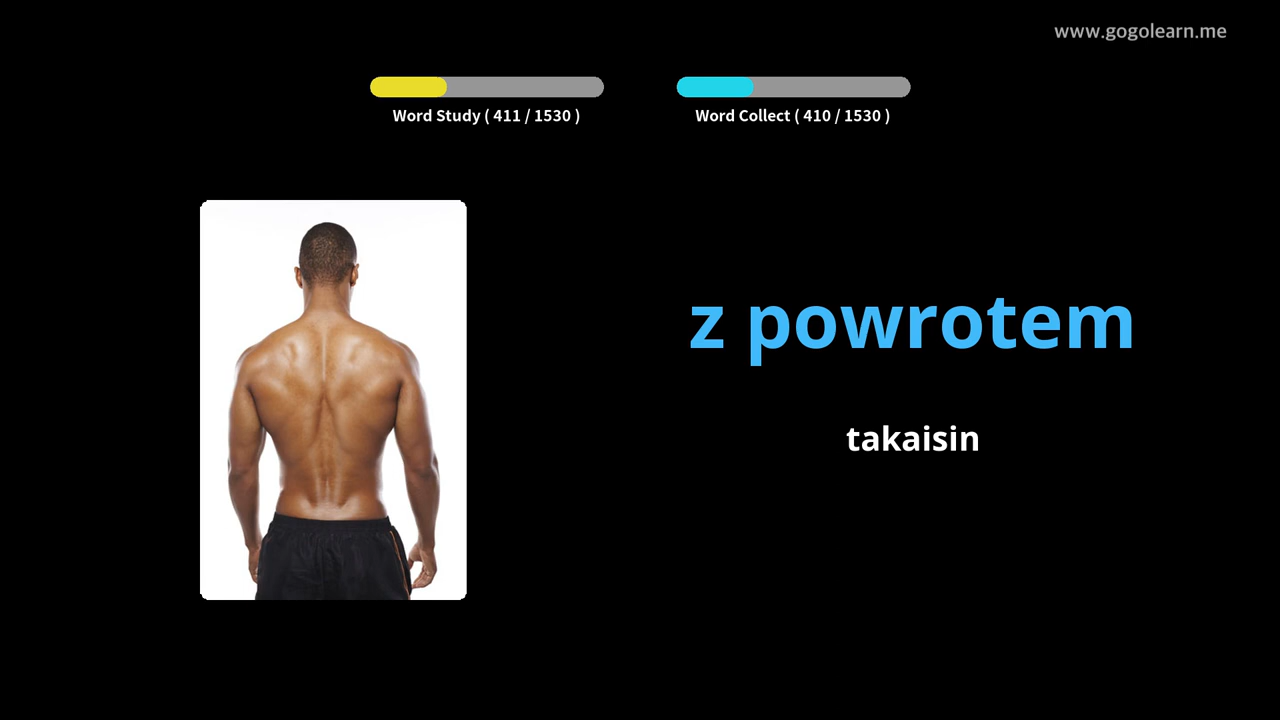 www.gogolearn.me
Word Study ( 411 / 1530 )
Word Collect ( 410 / 1530 )
z powrotem
takaisin